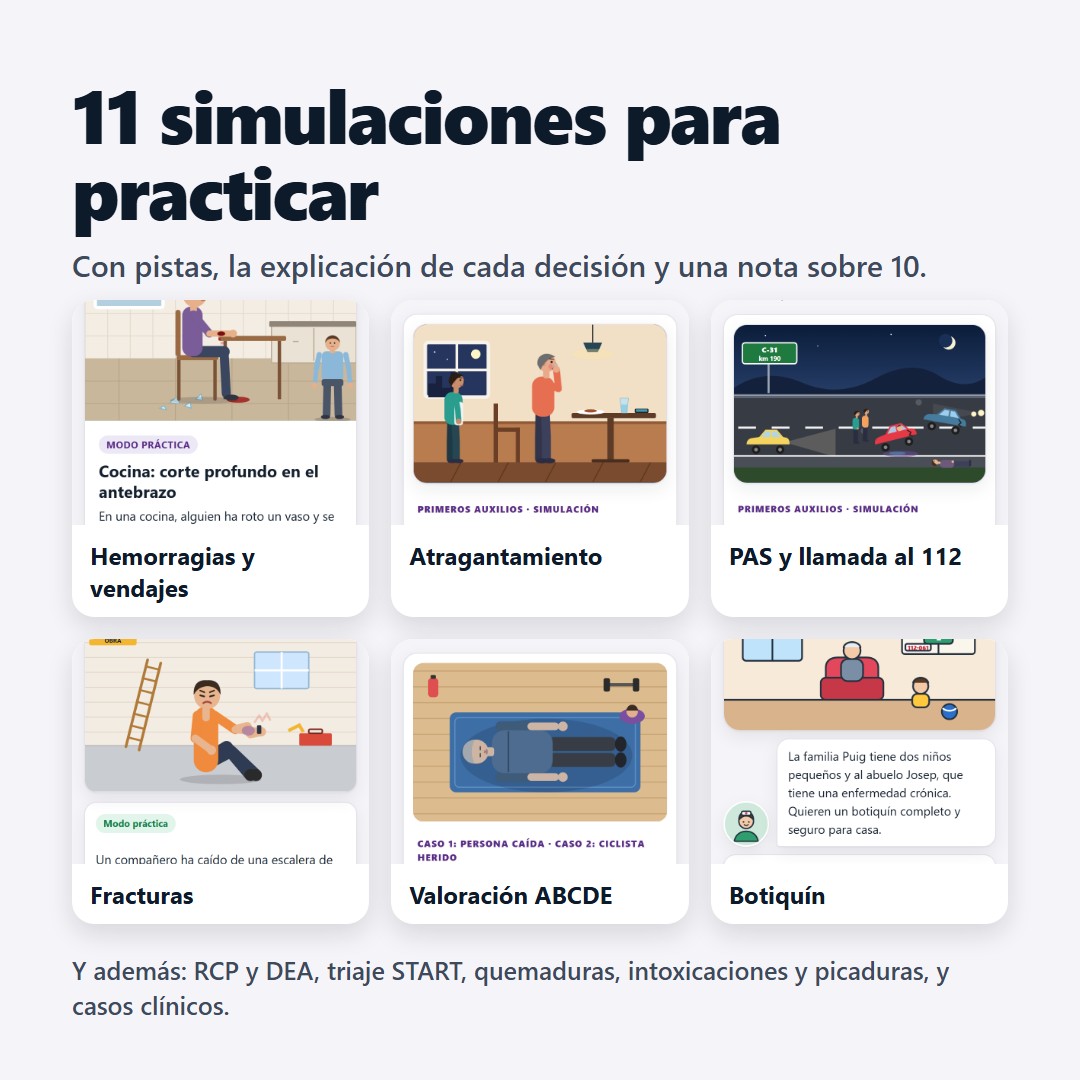 11 simulaciones para
practicar
Con pistas, la explicación de cada decisión y una nota sobre 10.
MODO PRÁCTICA
Cocina: corte profundo en el
antebrazo
En una cocina, alguien ha roto un vaso y se
Hemorragias y
vendajes
PRIMEROS AUXILIOS · SIMULACIÓN
Atragantamiento
C-31
km 190
PRIMEROS AUXILIOS · SIMULACIÓN
PAS y llamada al 112
OBRA
Modo práctica
Un compañero ha caído de una escalera de
Fracturas
CASO 1: PERSONA CAÍDA · CASO 2: CICLISTA
HERIDO
Valoración ABCDE
La familia Puig tiene dos niños
pequeños y al abuelo Josep, que
tiene una enfermedad crónica.
Quieren un botiquín completo y
seguro para casa.
Botiquín
Y además: RCP y DEA, triaje START, quemaduras, intoxicaciones y picaduras, y
casos clínicos.